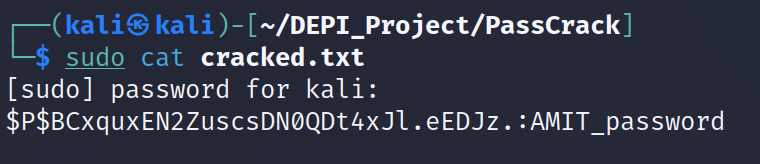 ┌──(kali㉿kali)-[~/DEPI_Project/PassCrack]
└─$ sudo cat cracked.txt
[sudo] password for kali:
$P$BCxquxEN2ZuscsDN0QDt4xJl.eEDJz.:AMIT_password